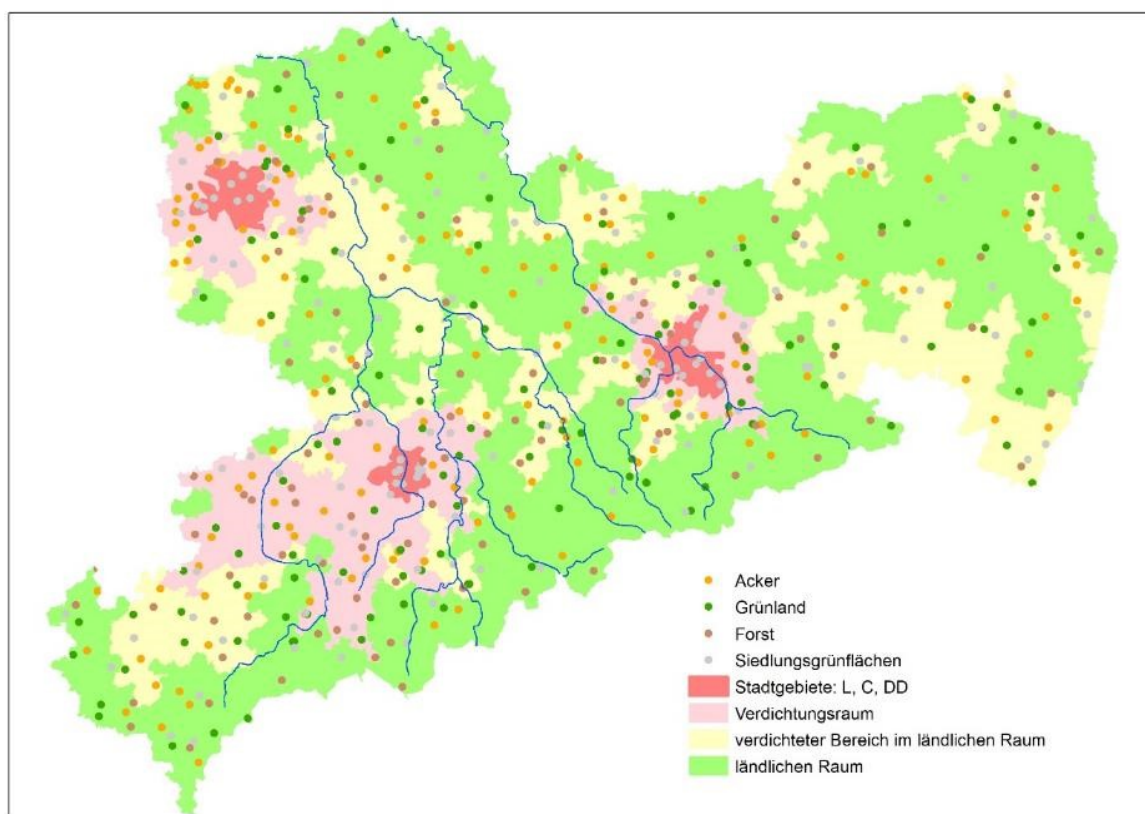 Acker
Grünland
Forst
Siedlungsgrünflächen
Stadtgebiete: L, C, DD
Verdichtungsraum
verdichteter Bereich im ländlichen Raum
ländlichen Raum